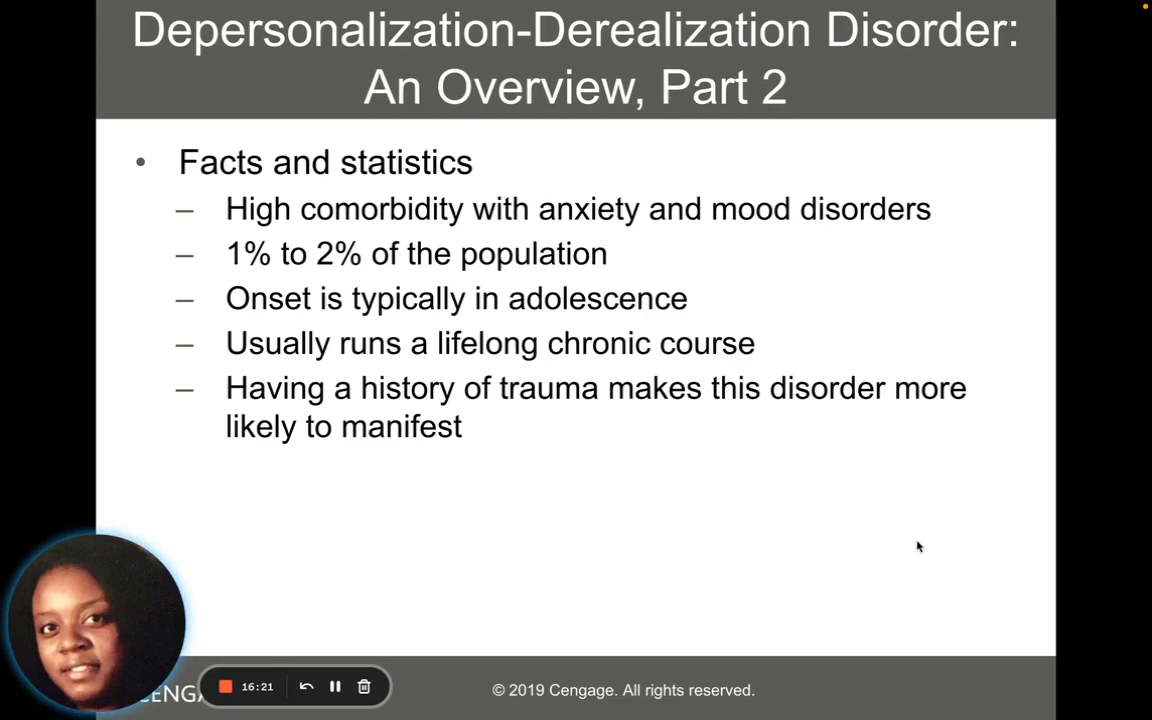 Depersonalization-Derealization Disorder:
An Overview, Part 2
• Facts and statistics
– High comorbidity with anxiety and mood disorders
– 1% to 2% of the population
– Onset is typically in adolescence
– Usually runs a lifelong chronic course
– Having a history of trauma makes this disorder more
likely to manifest
16:21
© 2019 Cengage. All rights reserved.